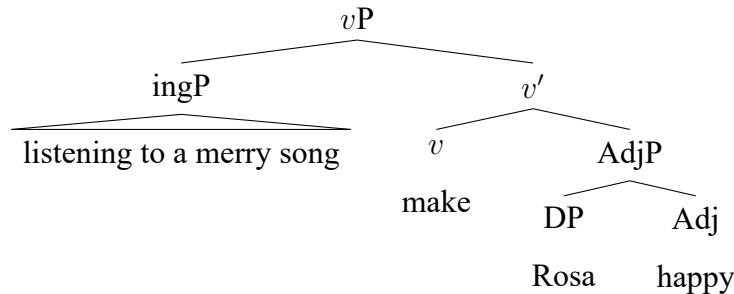 vP
ingP v′
listening to a merry song v AdjP
make DP Adj
Rosa happy